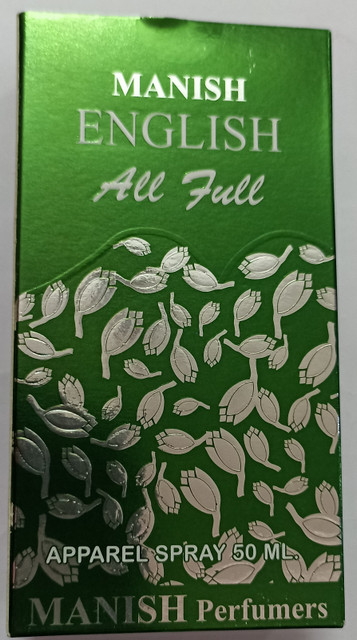 MANISH
ENGLISH
All Full
APPAREL SPRAY 50 ML.
MANISH Perfumers